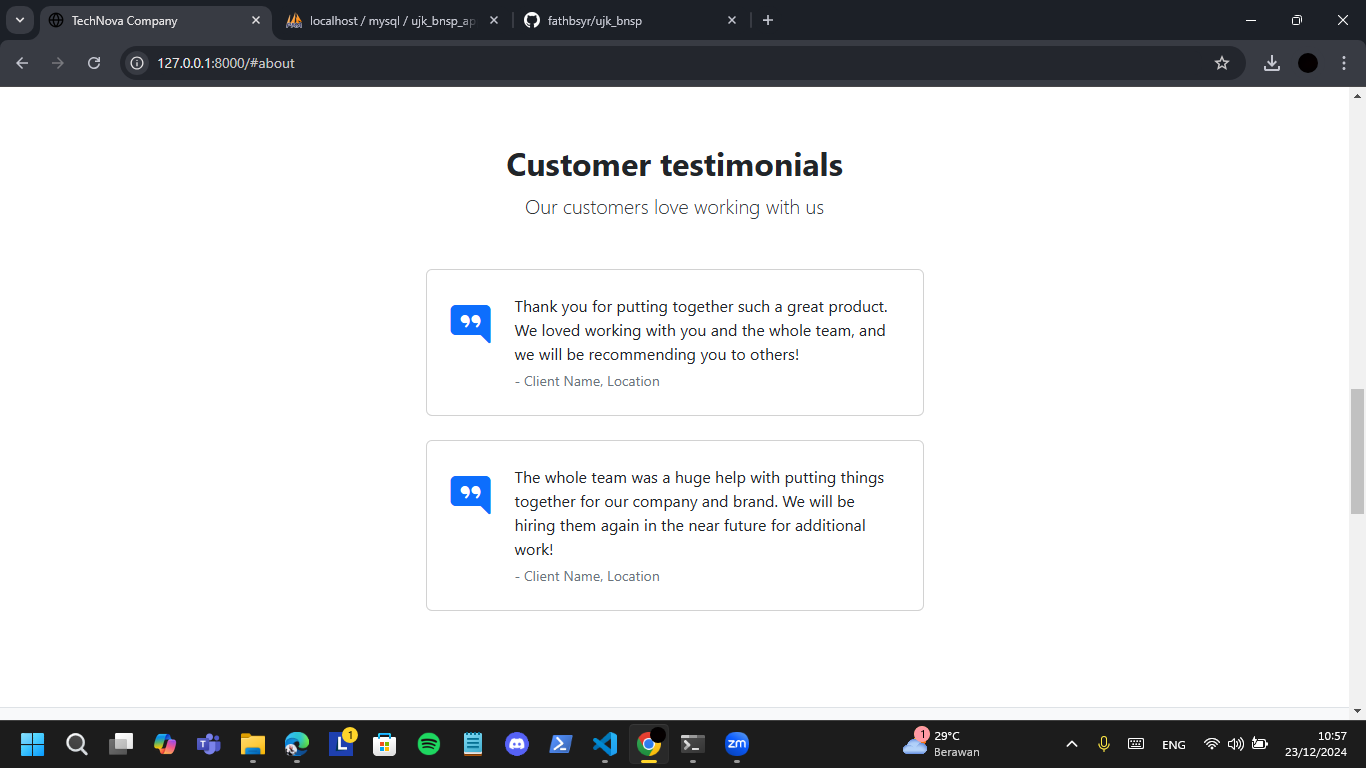 TechNova Company
localhost / mysql / ujk_bnsp_ap
fathbsyr/ujk_bnsp
127.0.0.1:8000/#about
Customer testimonials
Our customers love working with us
Thank you for putting together such a great product.
We loved working with you and the whole team, and
we will be recommending you to others!
- Client Name, Location
The whole team was a huge help with putting things
together for our company and brand. We will be
hiring them again in the near future for additional
work!
- Client Name, Location
L
1
zm
1
29°C
Berawan
ENG
10:57
23/12/2024